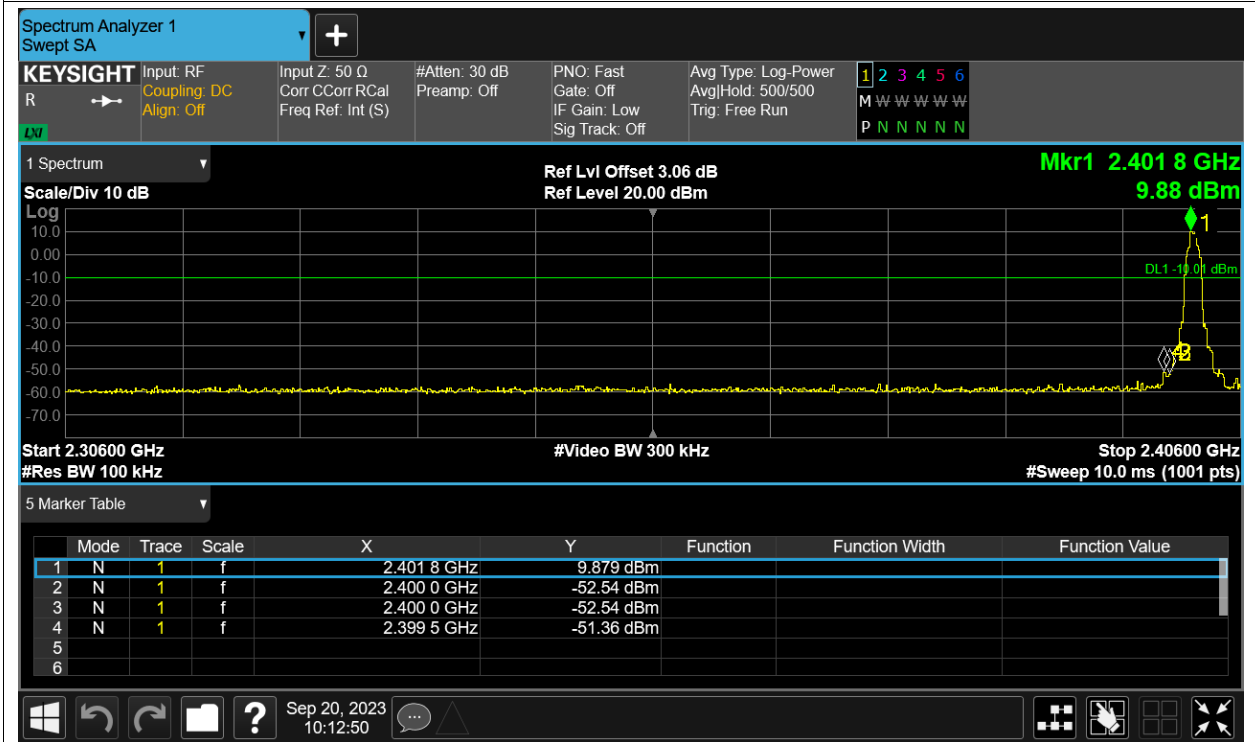 Spectrum Analyzer 1
Swept SA
KEYSIGHT
R
LXI
Input: RF
Coupling: DC
Align: Off
Input Z: 50 Ω
Corr CCorr RCal
Freq Ref: Int (S)
#Atten: 30 dB
Preamp: Off
PNO: Fast
Gate: Off
IF Gain: Low
Sig Track: Off
Avg Type: Log-Power
Avg|Hold: 500/500
Trig: Free Run
1 2 3 4 5 6
M W W W W W
P N N N N N
1 Spectrum
Scale/Div 10 dB
Ref Lvl Offset 3.06 dB
Ref Level 20.00 dBm
Mkr1 2.401 8 GHz
9.88 dBm
Log
10.0
0.00
-10.0
-20.0
-30.0
-40.0
-50.0
-60.0
-70.0
1
DL1 -10.01 dBm
Start 2.30600 GHz
#Res BW 100 kHz
#Video BW 300 kHz
Stop 2.40600 GHz
#Sweep 10.0 ms (1001 pts)
5 Marker Table
Mode Trace Scale X Y Function Function Width Function Value
1 N 1 f 2.401 8 GHz 9.879 dBm
2 N 1 f 2.400 0 GHz -52.54 dBm
3 N 1 f 2.400 0 GHz -52.54 dBm
4 N 1 f 2.399 5 GHz -51.36 dBm
5
6
?
Sep 20, 2023
10:12:50